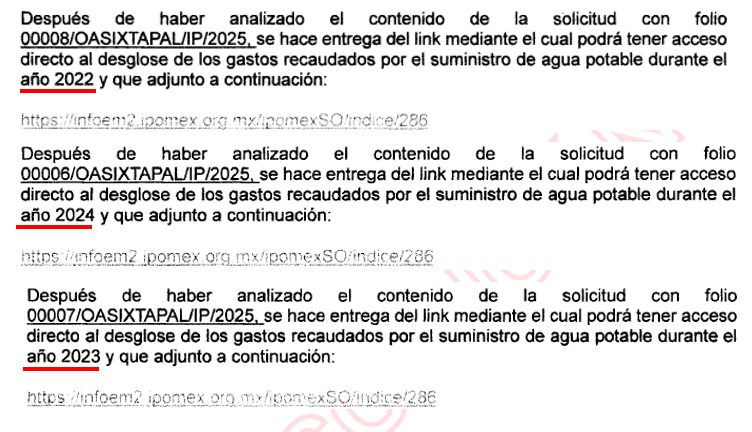 Después de haber analizado el contenido de la solicitud con folio
00008/OASIXTAPAL/IP/2025, se hace entrega del link mediante el cual podrá tener acceso
directo al desglose de los gastos recaudados por el suministro de agua potable durante el
año 2022 y que adjunto a continuación:
https://infoem2.ipomex.org.mx/ipomexSO/indice/286
Después de haber analizado el contenido de la solicitud con folio
00006/OASIXTAPAL/IP/2025, se hace entrega del link mediante el cual podrá tener acceso
directo al desglose de los gastos recaudados por el suministro de agua potable durante el
año 2024 y que adjunto a continuación:
https://infoem2.ipomex.org.mx/ipomexSO/indice/286
Después de haber analizado el contenido de la solicitud con folio
00007/OASIXTAPAL/IP/2025, se hace entrega del link mediante el cual podrá tener acceso
directo al desglose de los gastos recaudados por el suministro de agua potable durante el
año 2023 y que adjunto a continuación:
https://infoem2.ipomex.org.mx/ipomexSO/indice/286